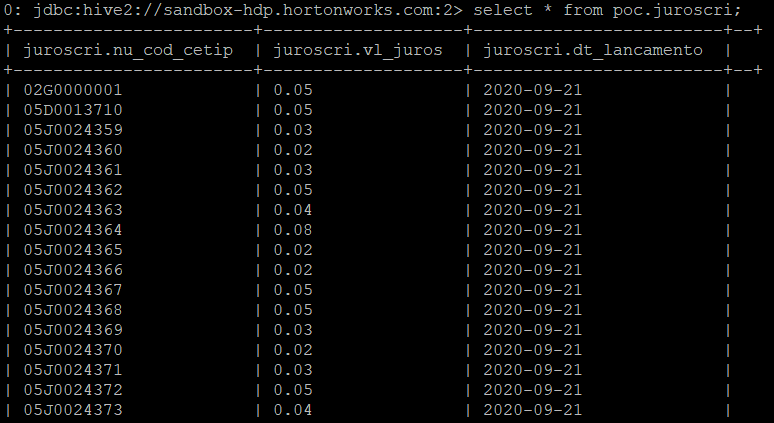 0: jdbc:hive2://sandbox-hdp.hortonworks.com:2> select * from poc.juroscri;
+-------------------------+--------------------+-------------------------+--+
| juroscri.nu_cod_cetip | juroscri.vl_juros | juroscri.dt_lancamento |
+-------------------------+--------------------+-------------------------+--+
| 02G0000001 | 0.05 | 2020-09-21 |
| 05D0013710 | 0.05 | 2020-09-21 |
| 05J0024359 | 0.03 | 2020-09-21 |
| 05J0024360 | 0.02 | 2020-09-21 |
| 05J0024361 | 0.03 | 2020-09-21 |
| 05J0024362 | 0.05 | 2020-09-21 |
| 05J0024363 | 0.04 | 2020-09-21 |
| 05J0024364 | 0.08 | 2020-09-21 |
| 05J0024365 | 0.02 | 2020-09-21 |
| 05J0024366 | 0.02 | 2020-09-21 |
| 05J0024367 | 0.05 | 2020-09-21 |
| 05J0024368 | 0.05 | 2020-09-21 |
| 05J0024369 | 0.03 | 2020-09-21 |
| 05J0024370 | 0.02 | 2020-09-21 |
| 05J0024371 | 0.03 | 2020-09-21 |
| 05J0024372 | 0.05 | 2020-09-21 |
| 05J0024373 | 0.04 | 2020-09-21 |